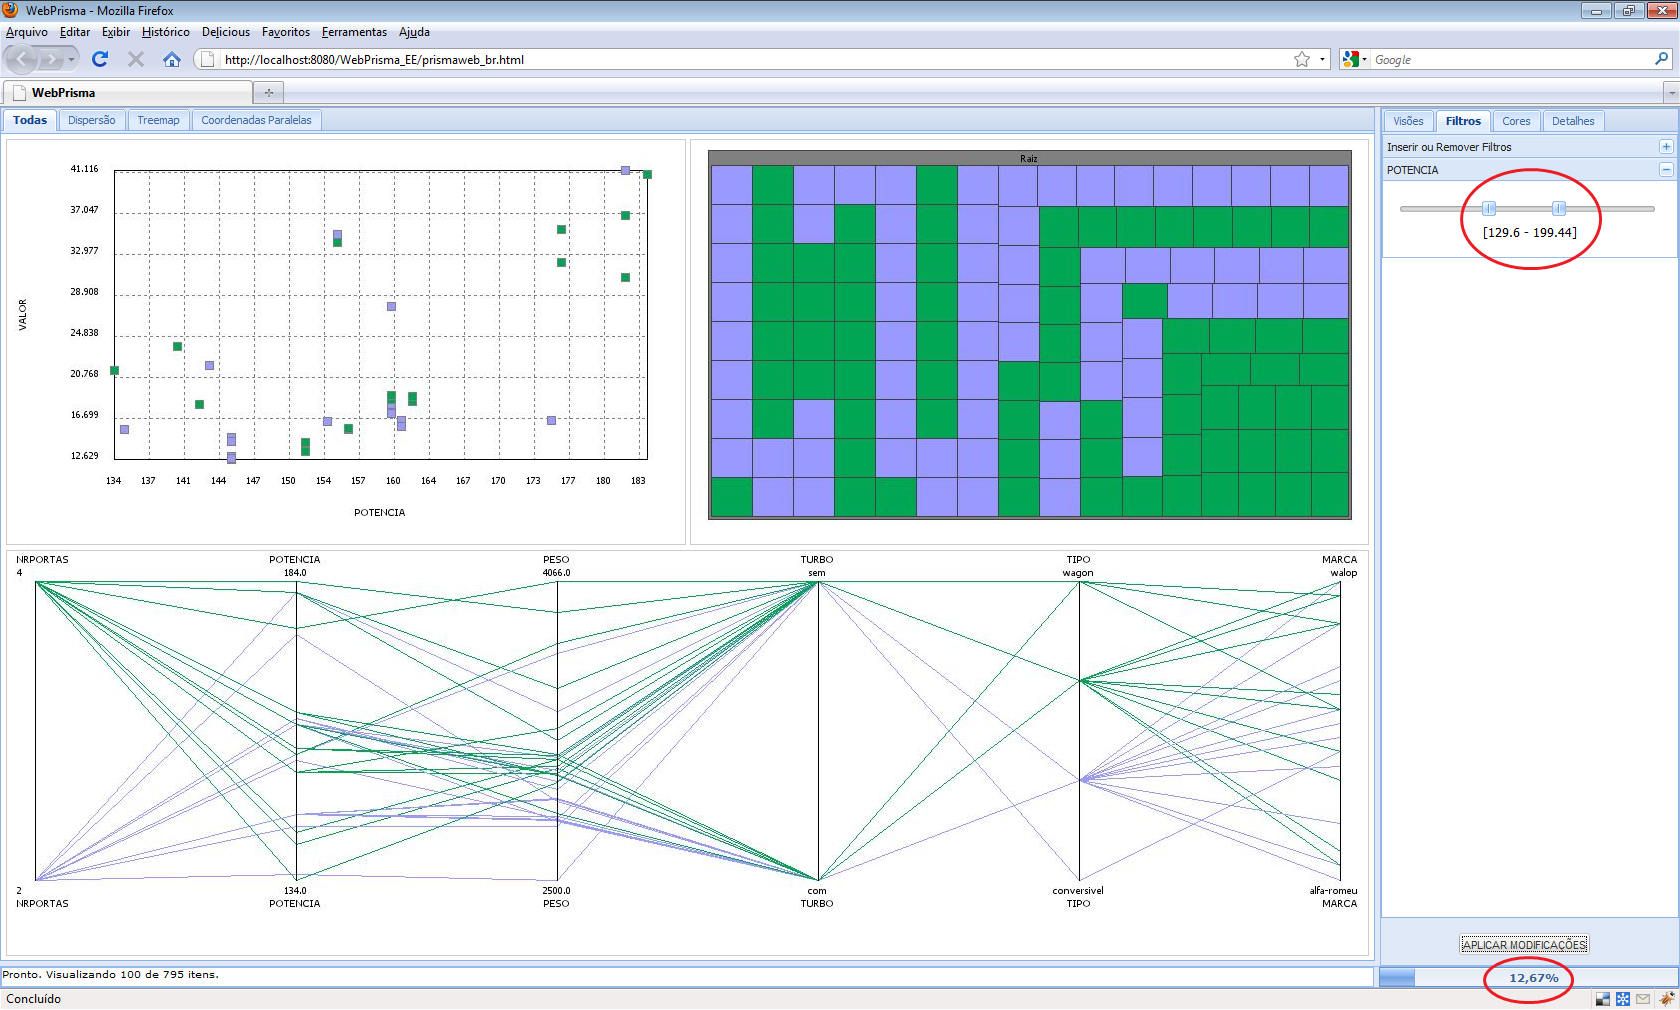 WebPrisma - Mozilla Firefox
Arquivo Editar Exibir Histórico Delicious Favoritos Ferramentas Ajuda
http://localhost:8080/WebPrisma_EE/prismaweb_br.html
Google
WebPrisma
Todas Dispersão Treemap Coordenadas Paralelas
Visões Filtros Cores Detalhes
Inserir ou Remover Filtros
POTENCIA
[129.6 - 199.44]
41.116
37.047
32.977
28.908
24.838
20.768
16.699
12.629
VALOR
134 137 141 144 147 150 154 157 160 164 167 170 173 177 180 183
POTENCIA
Raiz
NRPORTAS POTENCIA PESO TURBO TIPO MARCA
4 184.0 4066.0 sem wagon walop
2 134.0 2500.0 com conversivel alfa-romeu
NRPORTAS POTENCIA PESO TURBO TIPO MARCA
APLICAR MODIFICAÇÕES
Pronto. Visualizando 100 de 795 itens.
12,67%
Concluído